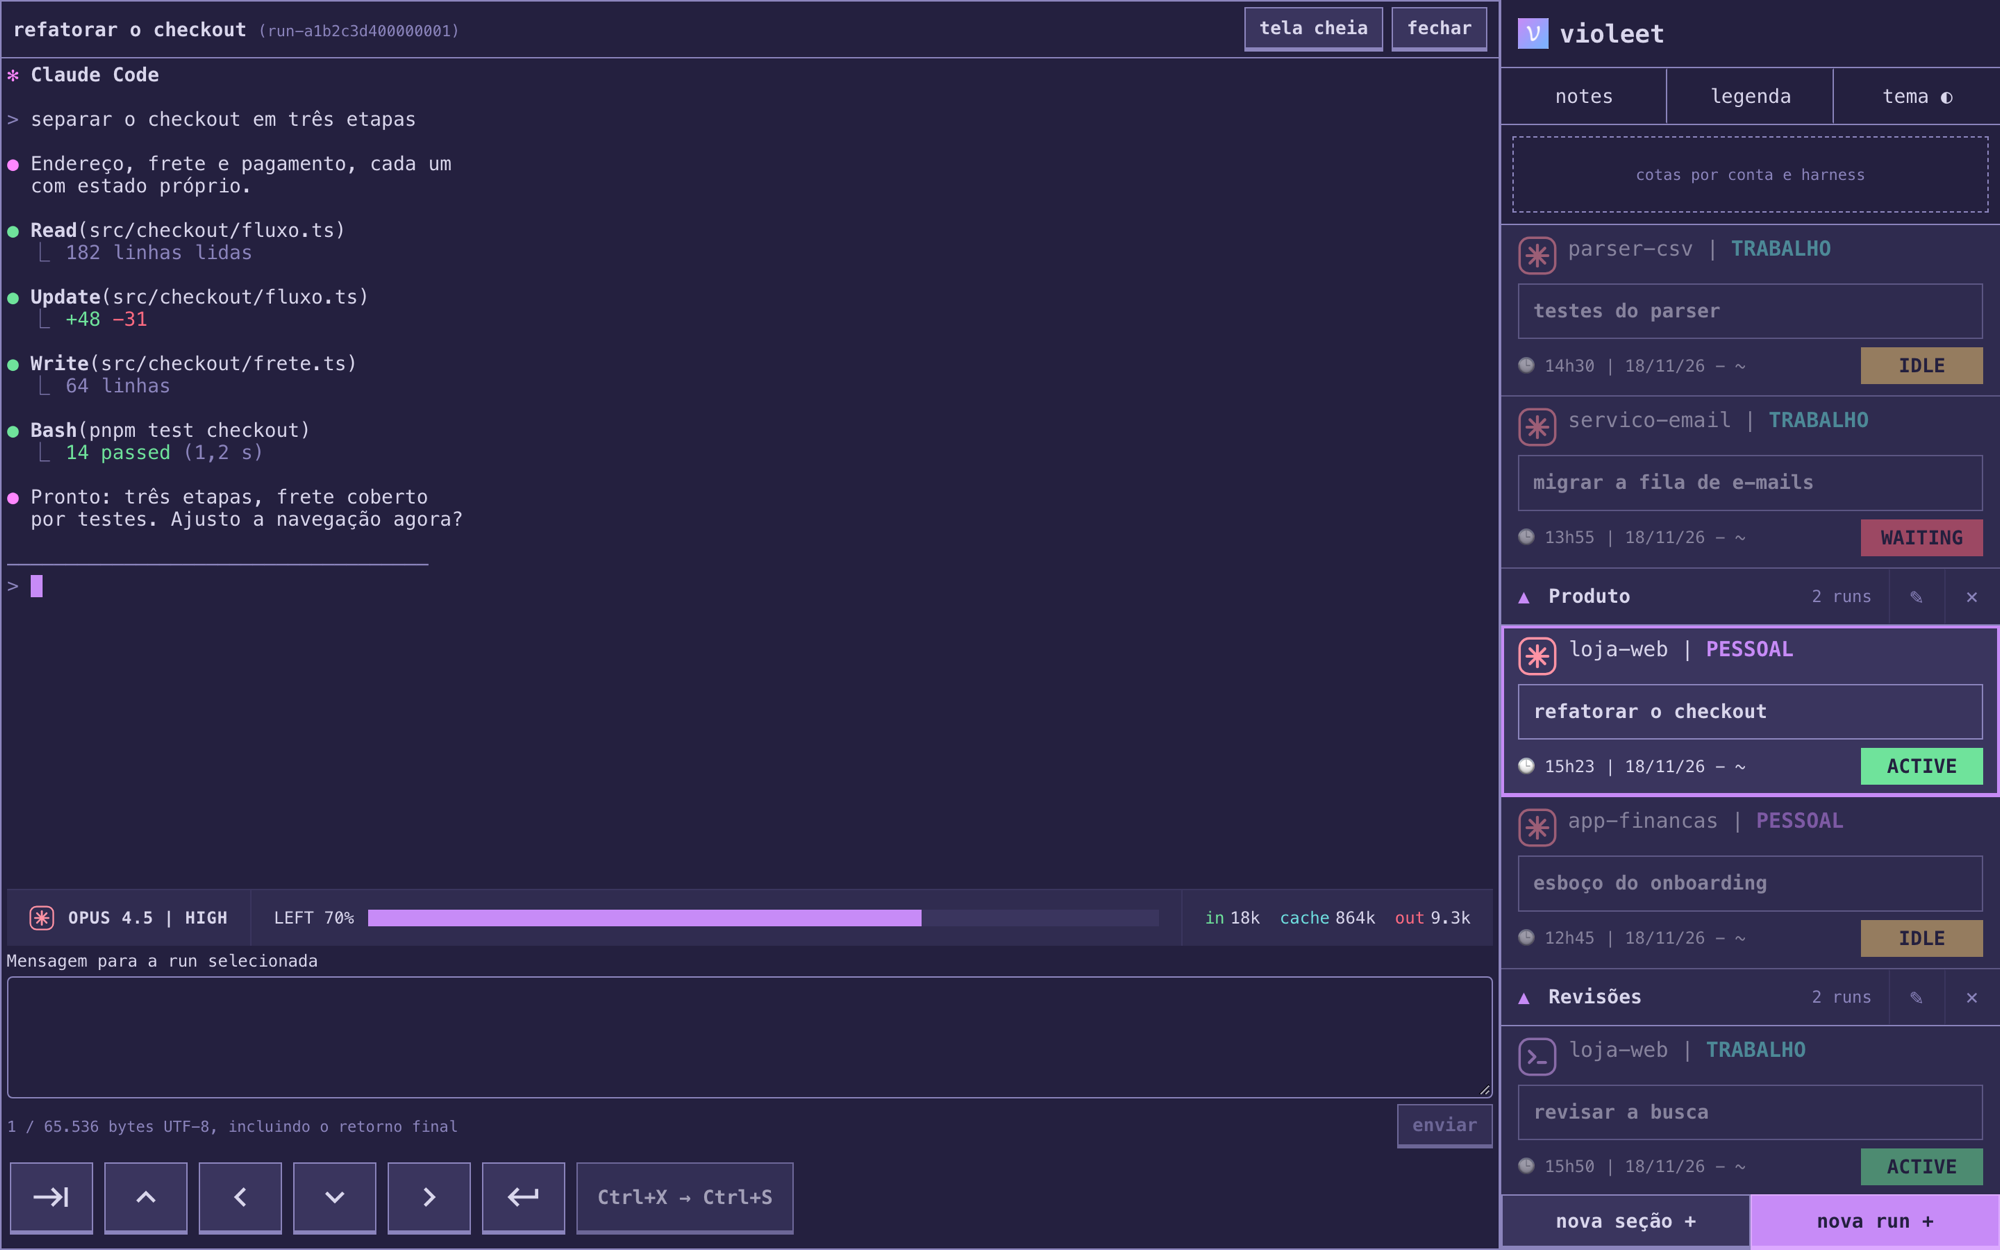 refatorar o checkout (run-a1b2c3d400000001)
tela cheia
fechar
* Claude Code
> separar o checkout em três etapas
● Endereço, frete e pagamento, cada um
com estado próprio.
● Read(src/checkout/fluxo.ts)
⎿ 182 linhas lidas
● Update(src/checkout/fluxo.ts)
⎿ +48 −31
● Write(src/checkout/frete.ts)
⎿ 64 linhas
● Bash(pnpm test checkout)
⎿ 14 passed (1,2 s)
● Pronto: três etapas, frete coberto
por testes. Ajusto a navegação agora?
>
OPUS 4.5 | HIGH
LEFT 70%
in 18k cache 864k out 9.3k
Mensagem para a run selecionada
1 / 65.536 bytes UTF-8, incluindo o retorno final
enviar
Ctrl+X → Ctrl+S
violeet
notes
legenda
tema ◐
cotas por conta e harness
parser-csv | TRABALHO
testes do parser
14h30 | 18/11/26 − ~
IDLE
servico-email | TRABALHO
migrar a fila de e-mails
13h55 | 18/11/26 − ~
WAITING
▲ Produto 2 runs ✎ ×
loja-web | PESSOAL
refatorar o checkout
15h23 | 18/11/26 − ~
ACTIVE
app-financas | PESSOAL
esboço do onboarding
12h45 | 18/11/26 − ~
IDLE
▲ Revisões 2 runs ✎ ×
loja-web | TRABALHO
revisar a busca
15h50 | 18/11/26 − ~
ACTIVE
nova seção +
nova run +